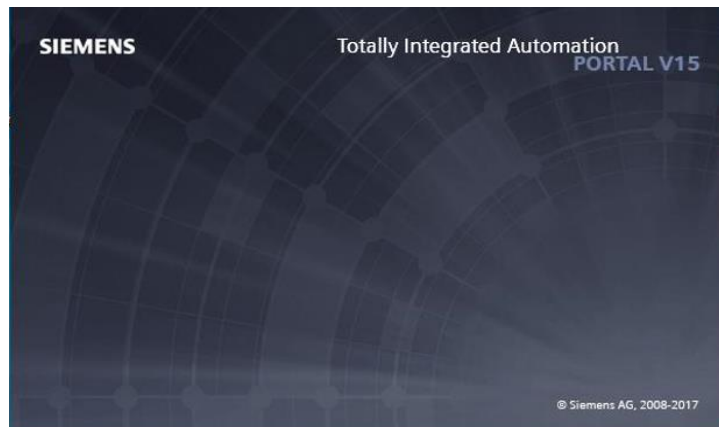 SIEMENS
Totally Integrated Automation
PORTAL V15
© Siemens AG, 2008-2017